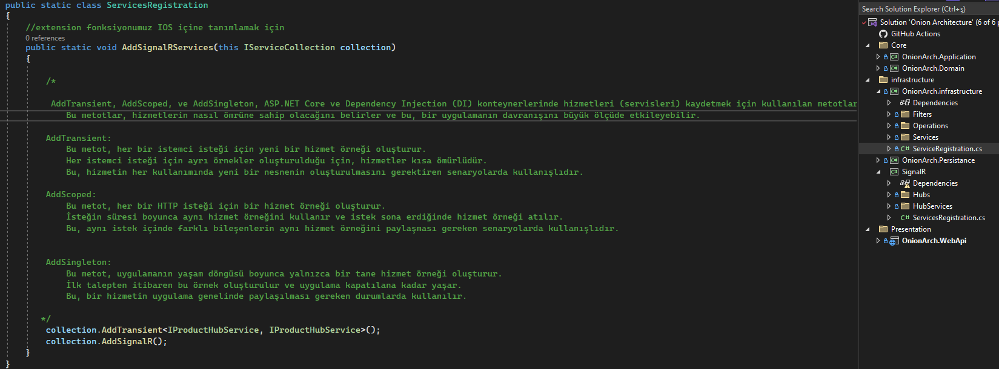 public static class ServicesRegistration
{
//extension fonksiyonumuz IOS içine tanımlamak için
0 references
public static void AddSignalRServices(this IServiceCollection collection)
{
/*
AddTransient, AddScoped, ve AddSingleton, ASP.NET Core ve Dependency Injection (DI) konteynerlerinde hizmetleri (servisleri) kaydetmek için kullanılan metotlar
Bu metotlar, hizmetlerin nasıl ömrüne sahip olacağını belirler ve bu, bir uygulamanın davranışını büyük ölçüde etkileyebilir.
AddTransient:
Bu metot, her bir istemci isteği için yeni bir hizmet örneği oluşturur.
Her istemci isteği için ayrı örnekler oluşturulduğu için, hizmetler kısa ömürlüdür.
Bu, hizmetin her kullanımında yeni bir nesnenin oluşturulmasını gerektiren senaryolarda kullanışlıdır.
AddScoped:
Bu metot, her bir HTTP isteği için bir hizmet örneği oluşturur.
İsteğin süresi boyunca aynı hizmet örneğini kullanır ve istek sona erdiğinde hizmet örneği atılır.
Bu, aynı istek içinde farklı bileşenlerin aynı hizmet örneğini paylaşması gereken senaryolarda kullanışlıdır.
AddSingleton:
Bu metot, uygulamanın yaşam döngüsü boyunca yalnızca bir tane hizmet örneği oluşturur.
İlk talepten itibaren bu örnek oluşturulur ve uygulama kapatılana kadar yaşar.
Bu, bir hizmetin uygulama genelinde paylaşılması gereken durumlarda kullanılır.
*/
collection.AddTransient<IProductHubService, IProductHubService>();
collection.AddSignalR();
}
}
Search Solution Explorer (Ctrl+ş)
Solution 'Onion Architecture' (6 of 6 p
GitHub Actions
Core
C# OnionArch.Application
C# OnionArch.Domain
infrastructure
C# OnionArch.infrastructure
Dependencies
Filters
Operations
Services
C# ServiceRegistration.cs
C# OnionArch.Persistance
C# SignalR
Dependencies
Hubs
HubServices
C# ServicesRegistration.cs
Presentation
OnionArch.WebApi